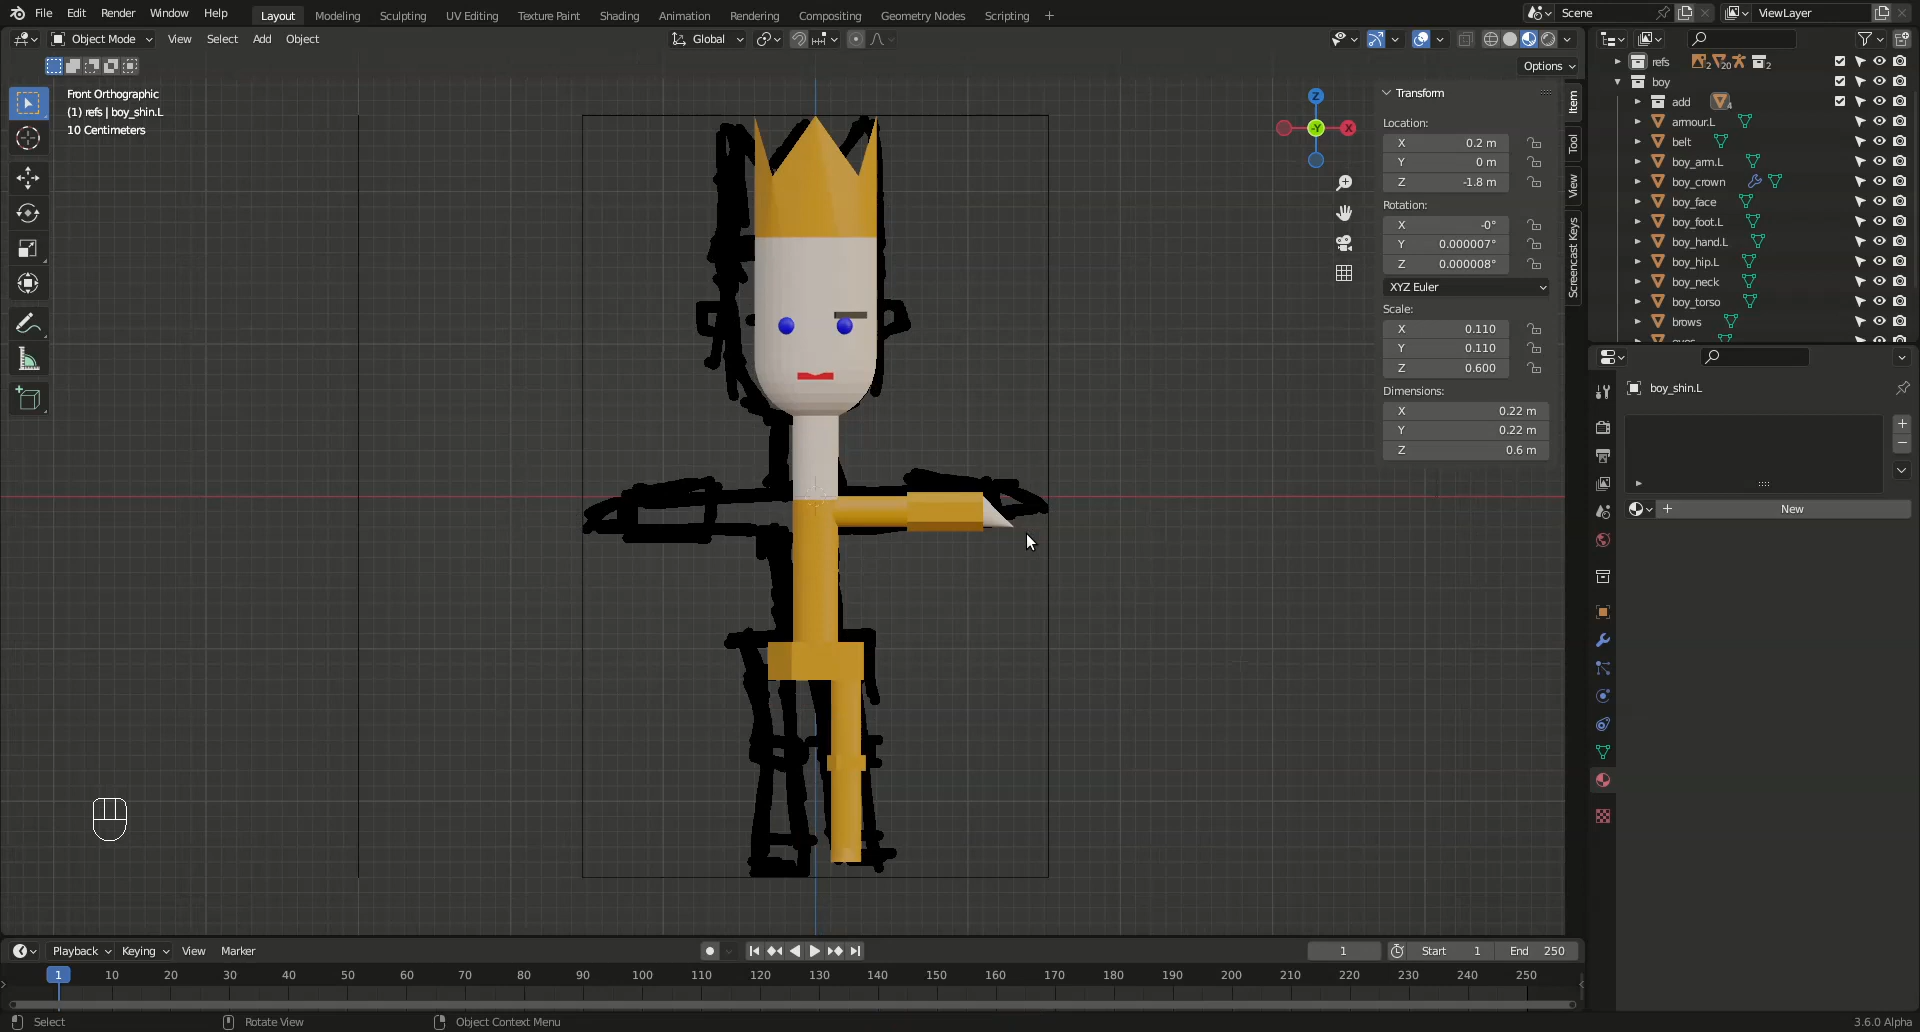 File Edit Render Window Help Layout Modeling Sculpting UV Editing Texture Paint Shading Animation Rendering Compositing Geometry Nodes Scripting + Scene ViewLayer
Object Mode View Select Add Object Global
Options
Front Orthographic
(1) refs | boy_shin.L
10 Centimeters
Z
-Y X
Transform
Location:
X 0.2 m
Y 0 m
Z -1.8 m
Rotation:
X -0°
Y 0.000007°
Z 0.000008°
XYZ Euler
Scale:
X 0.110
Y 0.110
Z 0.600
Dimensions:
X 0.22 m
Y 0.22 m
Z 0.6 m
Item
Tool
View
Screencast Keys
refs 2 20 2
boy
add 4
armour.L
belt
boy_arm.L
boy_crown
boy_face
boy_foot.L
boy_hand.L
boy_hip.L
boy_neck
boy_torso
brows
boy_shin.L
New
Playback Keying View Marker 1 Start 1 End 250
1 10 20 30 40 50 60 70 80 90 100 110 120 130 140 150 160 170 180 190 200 210 220 230 240 250
Select Rotate View Object Context Menu 3.6.0 Alpha